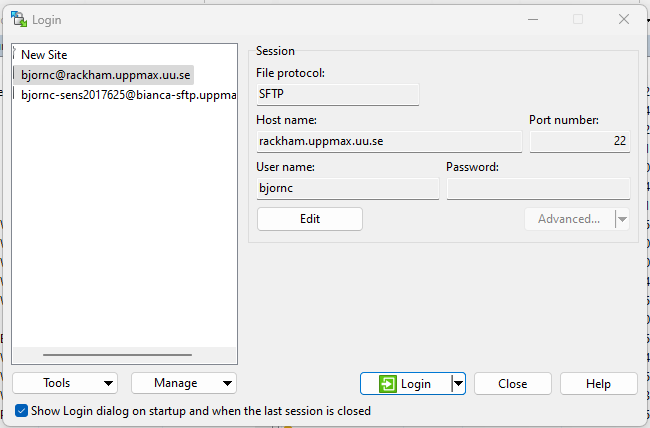 Login
New Site
bjornc@rackham.uppmax.uu.se
bjornc-sens2017625@bianca-sftp.uppma
Session
File protocol:
SFTP
Host name:
Port number:
rackham.uppmax.uu.se
22
User name:
Password:
bjornc
Edit
Advanced...
Tools
Manage
Login
Close
Help
Show Login dialog on startup and when the last session is closed